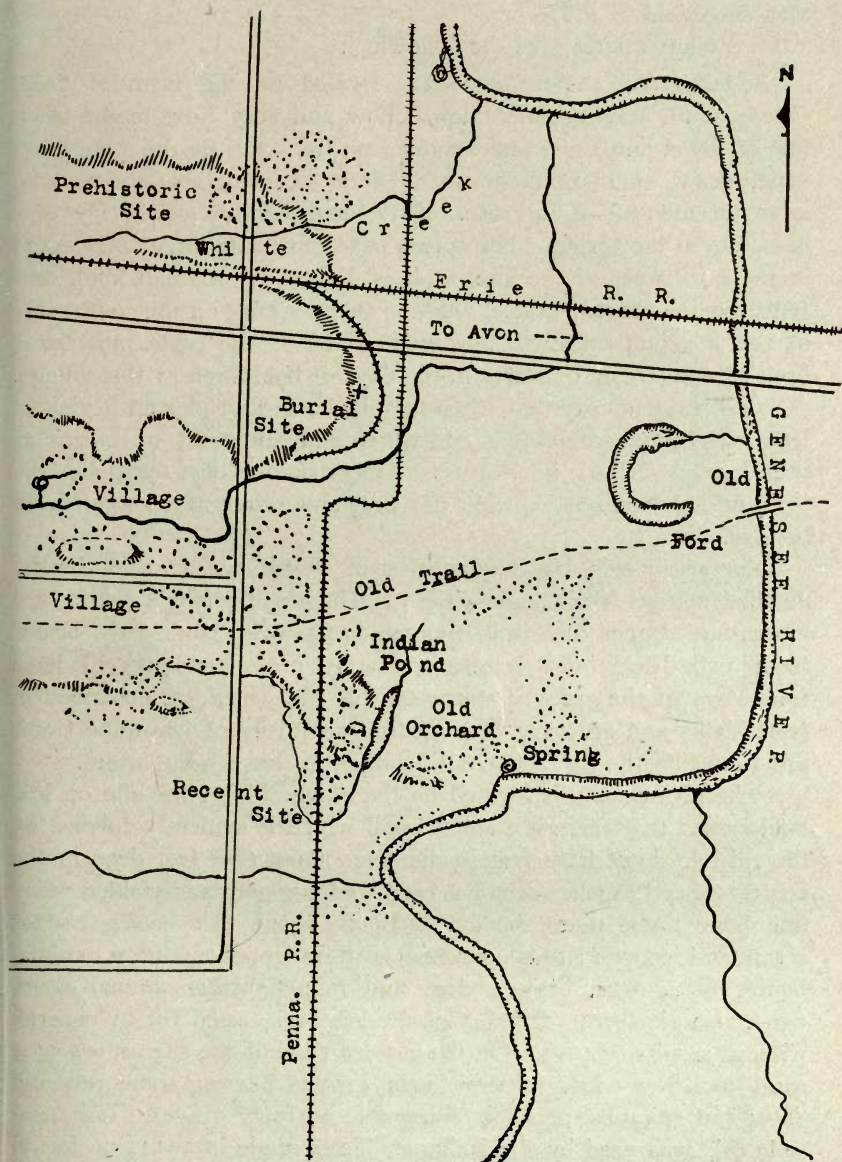 N
Prehistoric
Site
Creek
White
Erie R. R.
To Avon
Burial
Site
GENESEE RIVER
Old
Ford
Village
Old Trail
Village
Indian
Pond
Old
Orchard
Spring
Recent
Site
Penna. R.R.